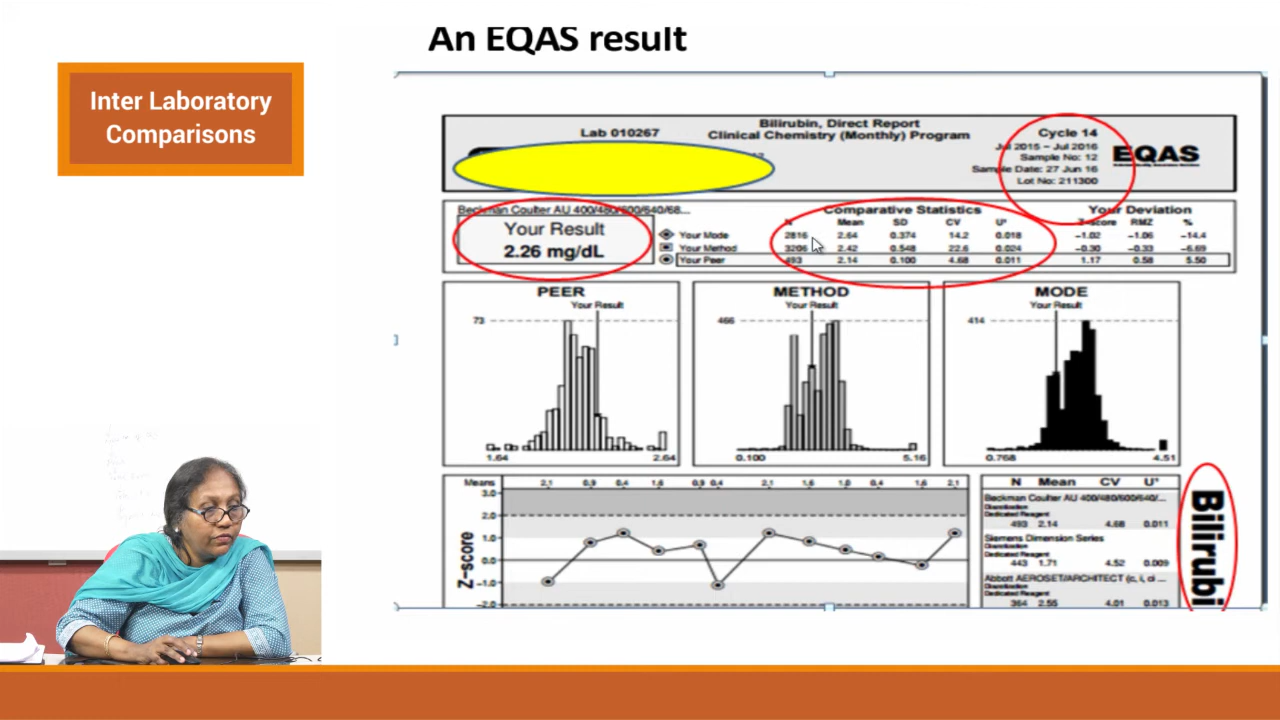 An EQAS result
Inter Laboratory
Comparisons
Lab 010267
Bilirubin, Direct Report
Clinical Chemistry (Monthly) Program
Cycle 14
Jul 2015 – Jul 2016
Sample No: 12
Sample Date: 27 Jun 16
Lot No: 211300
EQAS
Beckman Coulter AU 400/480/600/640/68...
Your Result
2.26 mg/dL
Comparative Statistics
Your Deviation
N Mean SD CV U* Z-score RMZ %
Your Mode 2816 2.64 0.374 14.2 0.018 −1.02 −1.06 −14.4
Your Method 3206 2.42 0.548 22.6 0.024 −0.30 −0.33 −6.69
Your Peer 493 2.14 0.100 4.68 0.011 1.17 0.58 5.50
PEER
Your Result
73
1.64 2.64
METHOD
Your Result
466
0.100 5.16
MODE
Your Result
414
0.768 4.51
Means 2,1 0,9 0,4 1,6 0,9 0,4 2,1 1,6 1,0 0,4 1,6 2,1
3.0
2.0
1.0
0.0
−1.0
−2.0
Z–score
N Mean CV U*
Beckman Coulter AU 400/480/600/640/...
Diazotization
Dedicated Reagent
493 2.14 4.68 0.011
Siemens Dimension Series
Diazotization
Dedicated Reagent
443 1.71 4.52 0.009
Abbott AEROSET/ARCHITECT (c, i, ci ...
Diazotization
Dedicated Reagent
364 2.55 4.01 0.013
Bilirubi